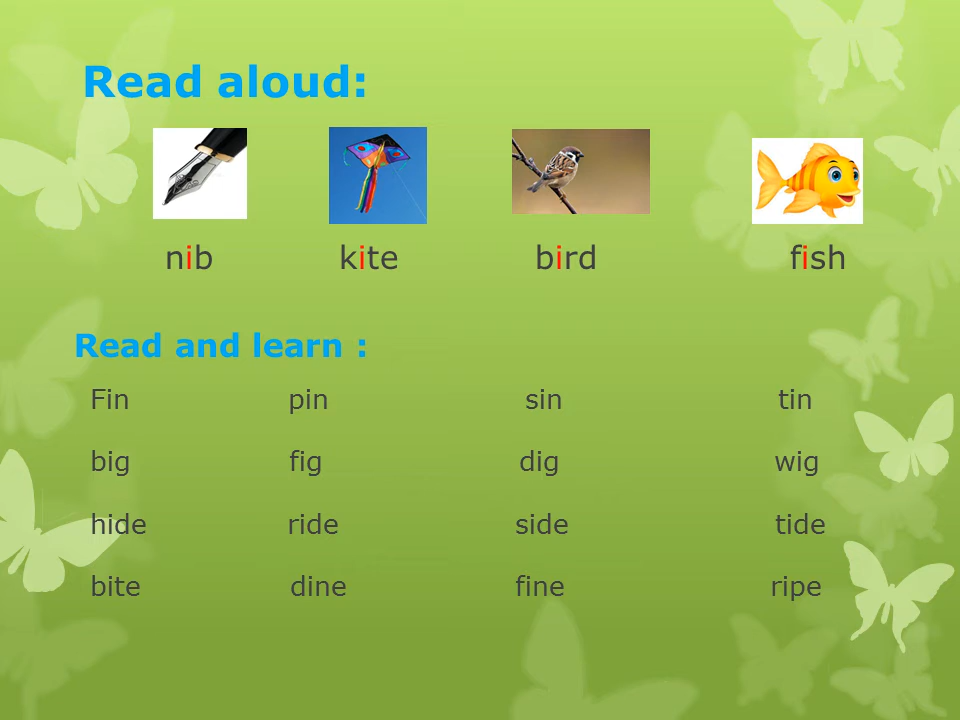 Read aloud:
nib kite bird fish
Read and learn :
Fin pin sin tin
big fig dig wig
hide ride side tide
bite dine fine ripe